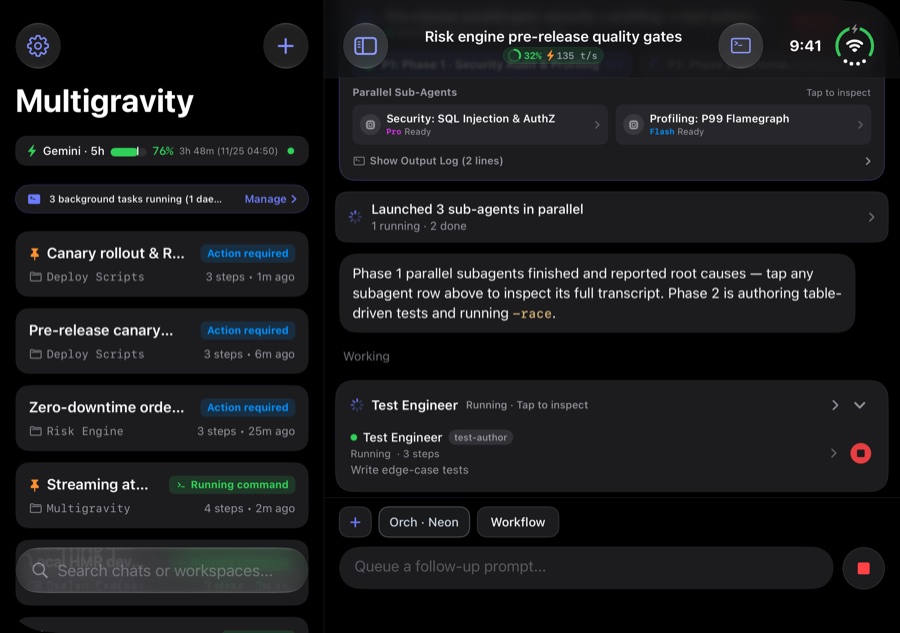 Multigravity
Gemini · 5h 76% 3h 48m (11/25 04:50)
3 background tasks running (1 dae... Manage
Canary rollout & R... Action required
Deploy Scripts 3 steps • 1m ago
Pre-release canary... Action required
Deploy Scripts 3 steps • 6m ago
Zero-downtime orde... Action required
Risk Engine 3 steps • 25m ago
Streaming at... Running command
Multigravity 4 steps • 2m ago
Search chats or workspaces...
Risk engine pre-release quality gates
32% 135 t/s
9:41
Parallel Sub-Agents Tap to inspect
Security: SQL Injection & AuthZ
Pro Ready
Profiling: P99 Flamegraph
Flash Ready
Show Output Log (2 lines)
Launched 3 sub-agents in parallel
1 running · 2 done
Phase 1 parallel subagents finished and reported root causes — tap any
subagent row above to inspect its full transcript. Phase 2 is authoring table-
driven tests and running -race.
Working
Test Engineer Running · Tap to inspect
Test Engineer test-author
Running · 3 steps
Write edge-case tests
Orch · Neon Workflow
Queue a follow-up prompt...